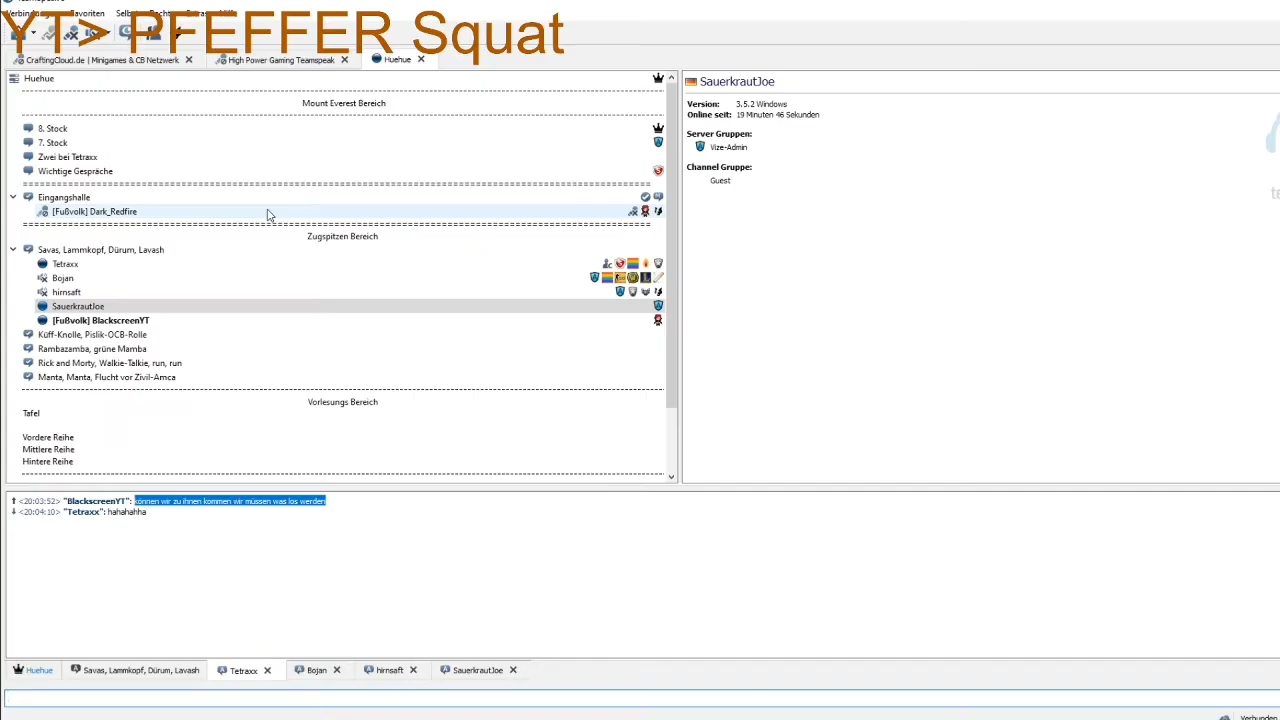 YT> PFEFFER Squat
Favoriten
CraftingCloud.de | Minigames & CB Netzwerk
High Power Gaming Teamspeak
Huehue
Huehue
Mount Everest Bereich
8. Stock
7. Stock
Zwei bei Tetraxx
Wichtige Gespräche
Eingangshalle
[Fußvolk] Dark_Redfire
Zugspitzen Bereich
Savas, Lammkopf, Dürum, Lavash
Tetraxx
Bojan
hirnsaft
SauerkrautJoe
[Fußvolk] BlackscreenYT
Küff-Knolle, Pislik-OCB-Rolle
Rambazamba, grüne Mamba
Rick and Morty, Walkie-Talkie, run, run
Manta, Manta, Flucht vor Zivil-Amca
Vorlesungs Bereich
Tafel
Vordere Reihe
Mittlere Reihe
Hintere Reihe
SauerkrautJoe
Version: 3.5.2 Windows
Online seit: 19 Minuten 46 Sekunden
Server Gruppen:
Vize-Admin
Channel Gruppe:
Guest
<20:03:52> "BlackscreenYT": können wir zu ihnen kommen wir müssen was los werden
<20:04:10> "Tetraxx": hahahahha
Huehue
Savas, Lammkopf, Dürum, Lavash
Tetraxx
Bojan
hirnsaft
SauerkrautJoe